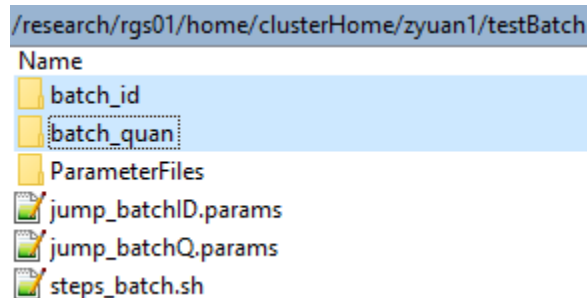 /research/rgs01/home/clusterHome/zyuan1/testBatch
Name
batch_id
batch_quan
ParameterFiles
jump_batchID.params
jump_batchQ.params
steps_batch.sh